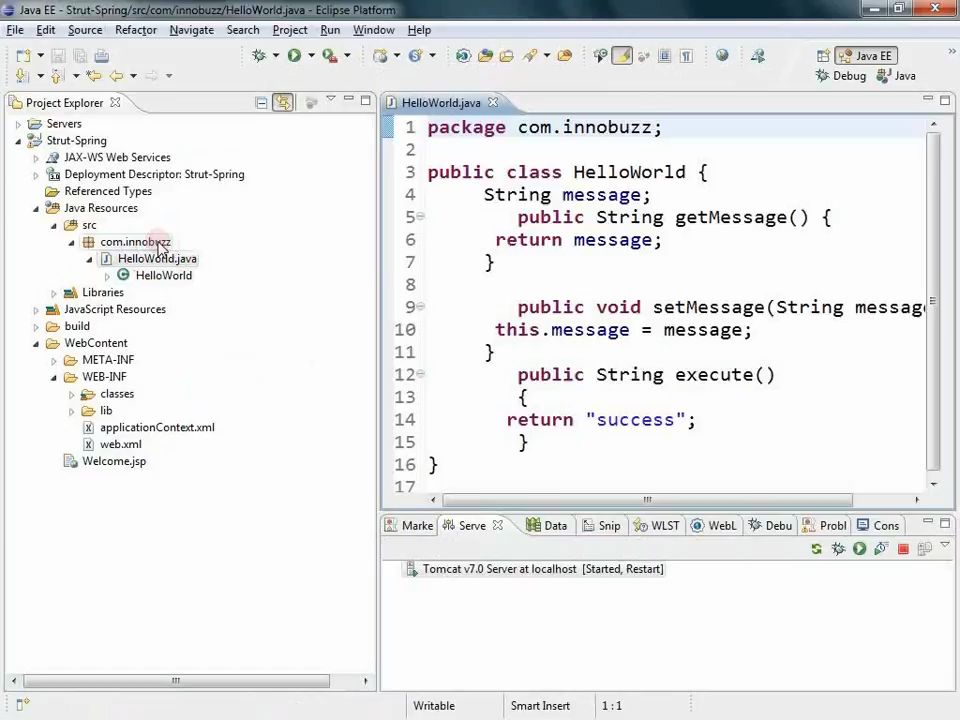 Java EE - Strut-Spring/src/com/innobuzz/HelloWorld.java - Eclipse Platform
File Edit Source Refactor Navigate Search Project Run Window Help
Java EE
Debug Java
Project Explorer
Servers
Strut-Spring
JAX-WS Web Services
Deployment Descriptor: Strut-Spring
Referenced Types
Java Resources
src
com.innobuzz
HelloWorld.java
HelloWorld
Libraries
JavaScript Resources
build
WebContent
META-INF
WEB-INF
classes
lib
applicationContext.xml
web.xml
Welcome.jsp
HelloWorld.java
1 package com.innobuzz;
2
3 public class HelloWorld {
4 String message;
5 public String getMessage() {
6 return message;
7 }
8
9 public void setMessage(String message
10 this.message = message;
11 }
12 public String execute()
13 {
14 return "success";
15 }
16 }
17
Marke Serve Data Snip WLST WebL Debu Probl Cons
Tomcat v7.0 Server at localhost [Started, Restart]
Writable Smart Insert 1 : 1